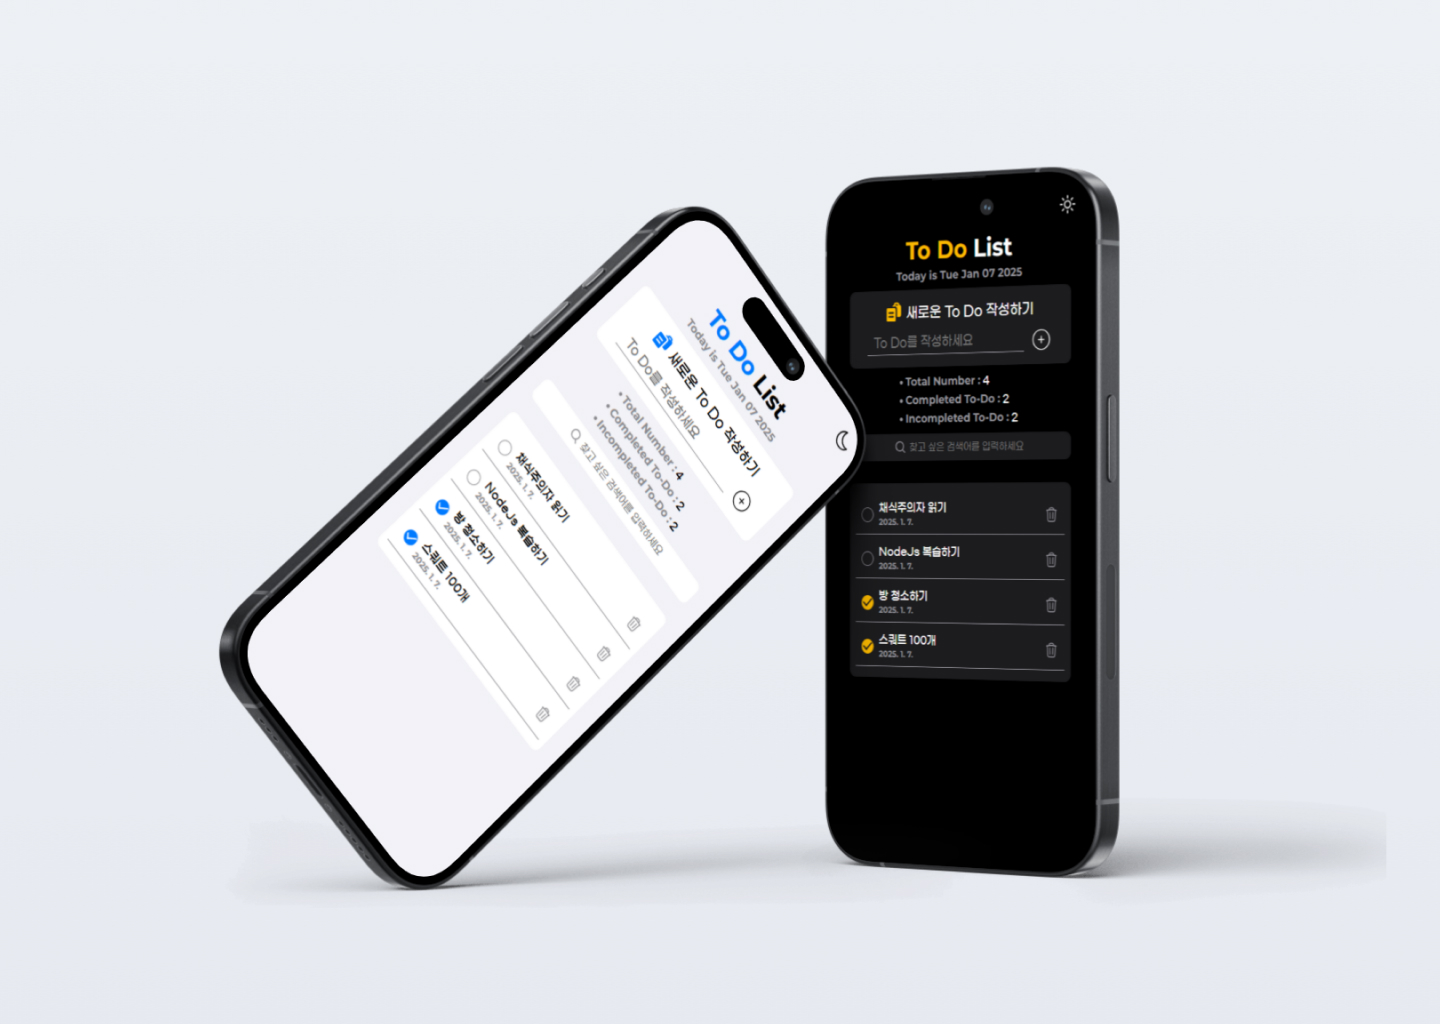 To Do List
Today is Tue Jan 07 2025
새로운 To Do 작성하기
To Do를 작성하세요
• Total Number : 4
• Completed To-Do : 2
• Incompleted To-Do : 2
찾고 싶은 검색어를 입력하세요
채식주의자 읽기
2025. 1. 7.
NodeJs 복습하기
2025. 1. 7.
방 청소하기
2025. 1. 7.
스쿼트 100개
2025. 1. 7.
To Do List
Today is Tue Jan 07 2025
새로운 To Do 작성하기
To Do를 작성하세요
• Total Number : 4
• Completed To-Do : 2
• Incompleted To-Do : 2
찾고 싶은 검색어를 입력하세요
채식주의자 읽기
2025. 1. 7.
NodeJs 복습하기
2025. 1. 7.
방 청소하기
2025. 1. 7.
스쿼트 100개
2025. 1. 7.